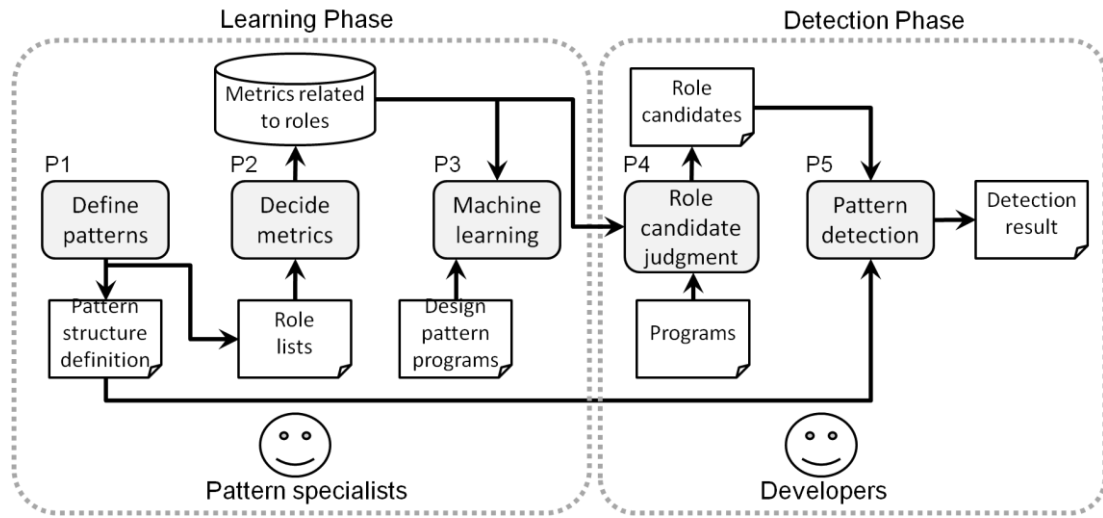 Learning Phase
Detection Phase
Metrics related
to roles
Role
candidates
P1
P2
P3
P4
P5
Define
patterns
Decide
metrics
Machine
learning
Role
candidate
judgment
Pattern
detection
Detection
result
Pattern
structure
definition
Role
lists
Design
pattern
programs
Programs
Pattern specialists
Developers